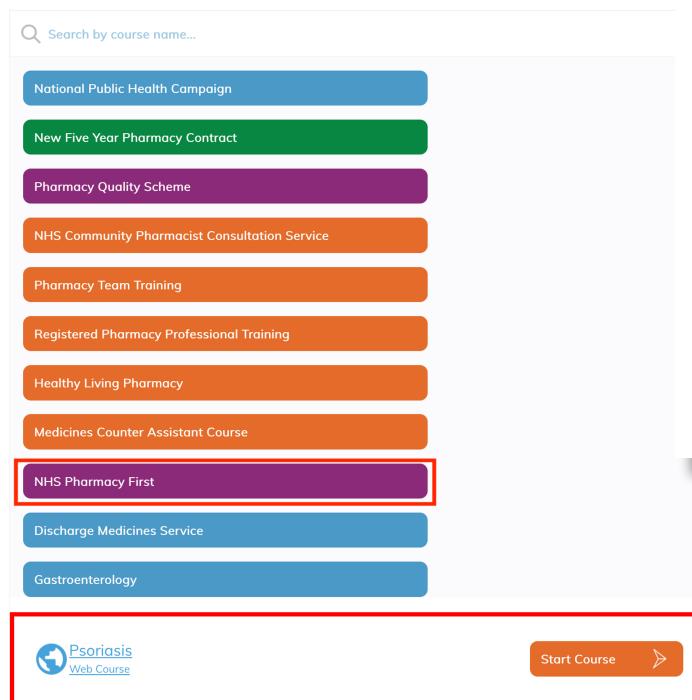 Search by course name...
National Public Health Campaign
New Five Year Pharmacy Contract
Pharmacy Quality Scheme
NHS Community Pharmacist Consultation Service
Pharmacy Team Training
Registered Pharmacy Professional Training
Healthy Living Pharmacy
Medicines Counter Assistant Course
NHS Pharmacy First
Discharge Medicines Service
Gastroenterology
Psoriasis
Web Course
Start Course